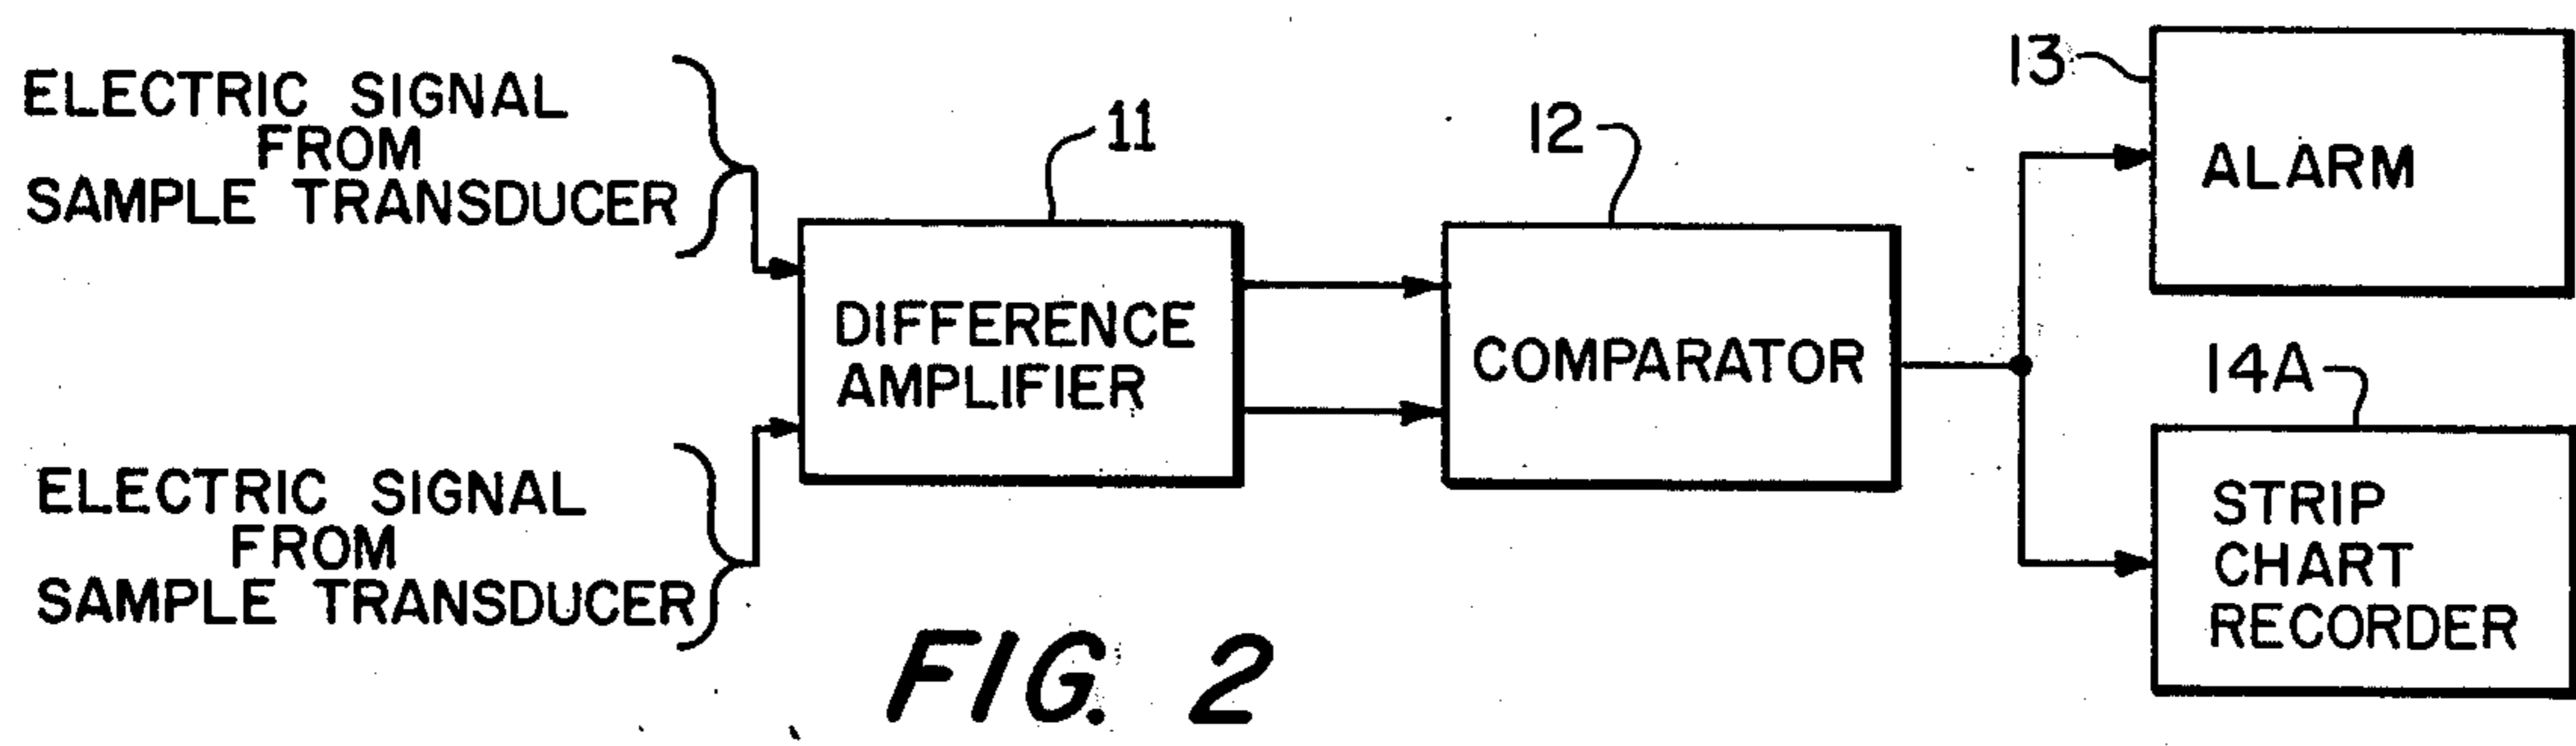 ELECTRIC SIGNAL
FROM
SAMPLE TRANSDUCER
11
DIFFERENCE
AMPLIFIER
12
COMPARATOR
13
ALARM
14A
STRIP
CHART
RECORDER
ELECTRIC SIGNAL
FROM
SAMPLE TRANSDUCER
FIG. 2